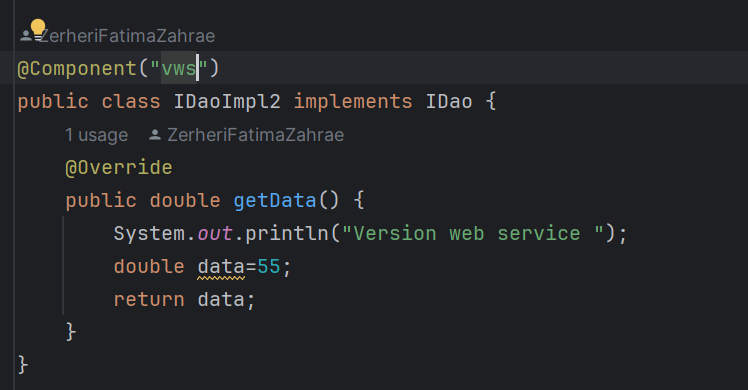 ZerheriFatimaZahrae
@Component("vws")
public class IDaoImpl2 implements IDao {
1 usage ZerheriFatimaZahrae
@Override
public double getData() {
System.out.println("Version web service ");
double data=55;
return data;
}
}